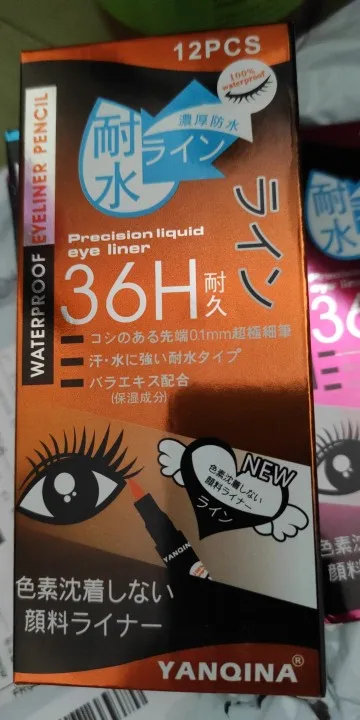 12PCS
100%
waterproof
WATERPROOF EYELINER PENCIL
耐水
濃厚防水
ライン
ライン
Precision liquid
eye liner
36H耐久
コシのある先端0.1mm超極細筆
汗・水に強い耐水タイプ
バラエキス配合
(保湿成分)
NEW
色素沈着しない
顔料ライナー
ライン
YANQINA
色素沈着しない
顔料ライナー
YANQINA®
耐水
36